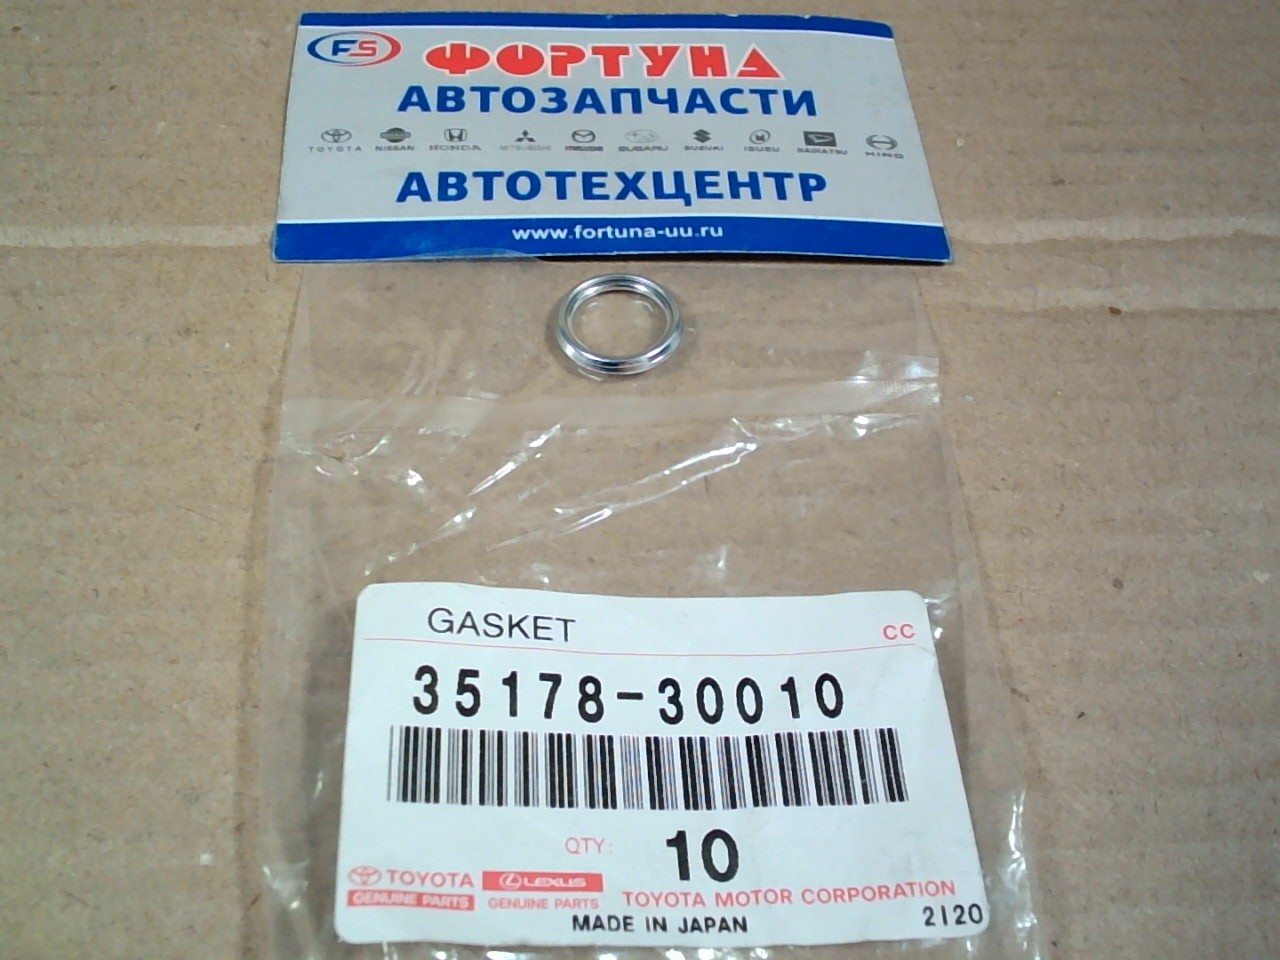 FS ФОРТУНА
АВТОЗАПЧАСТИ
TOYOTA NISSAN HONDA MITSUBISHI mazda SUBARU SUZUKI ISUZU DAIHATSU HINO
АВТОТЕХЦЕНТР
www.fortuna-uu.ru
GASKET CC
35178-30010
QTY: 10
TOYOTA LEXUS
GENUINE PARTS GENUINE PARTS TOYOTA MOTOR CORPORATION
MADE IN JAPAN 2120